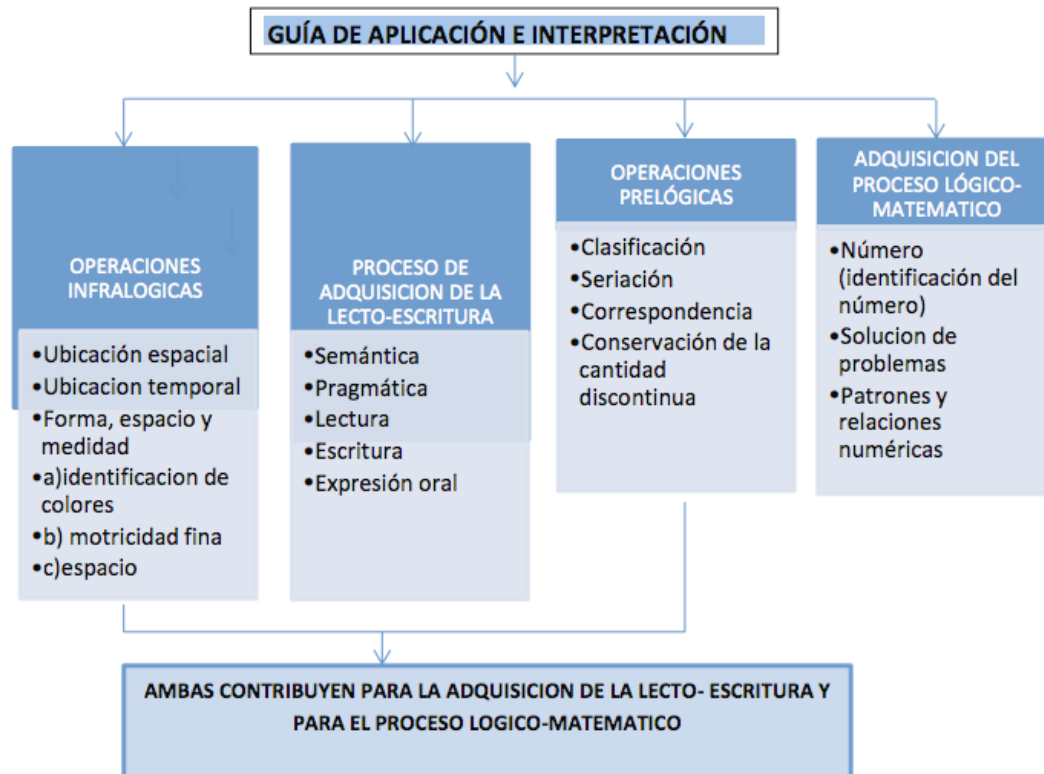 GUÍA DE APLICACIÓN E INTERPRETACIÓN
OPERACIONES
INFRALOGICAS
•Ubicación espacial
•Ubicacion temporal
•Forma, espacio y
medidad
•a)identificacion de
colores
•b) motricidad fina
•c)espacio
PROCESO DE
ADQUISICION DE LA
LECTO-ESCRITURA
•Semántica
•Pragmática
•Lectura
•Escritura
•Expresión oral
OPERACIONES
PRELÓGICAS
•Clasificación
•Seriación
•Correspondencia
•Conservación de la
cantidad
discontinua
ADQUISICION DEL
PROCESO LÓGICO-
MATEMATICO
•Número
(identificación del
número)
•Solucion de
problemas
•Patrones y
relaciones
numéricas
AMBAS CONTRIBUYEN PARA LA ADQUISICION DE LA LECTO- ESCRITURA Y
PARA EL PROCESO LOGICO-MATEMATICO